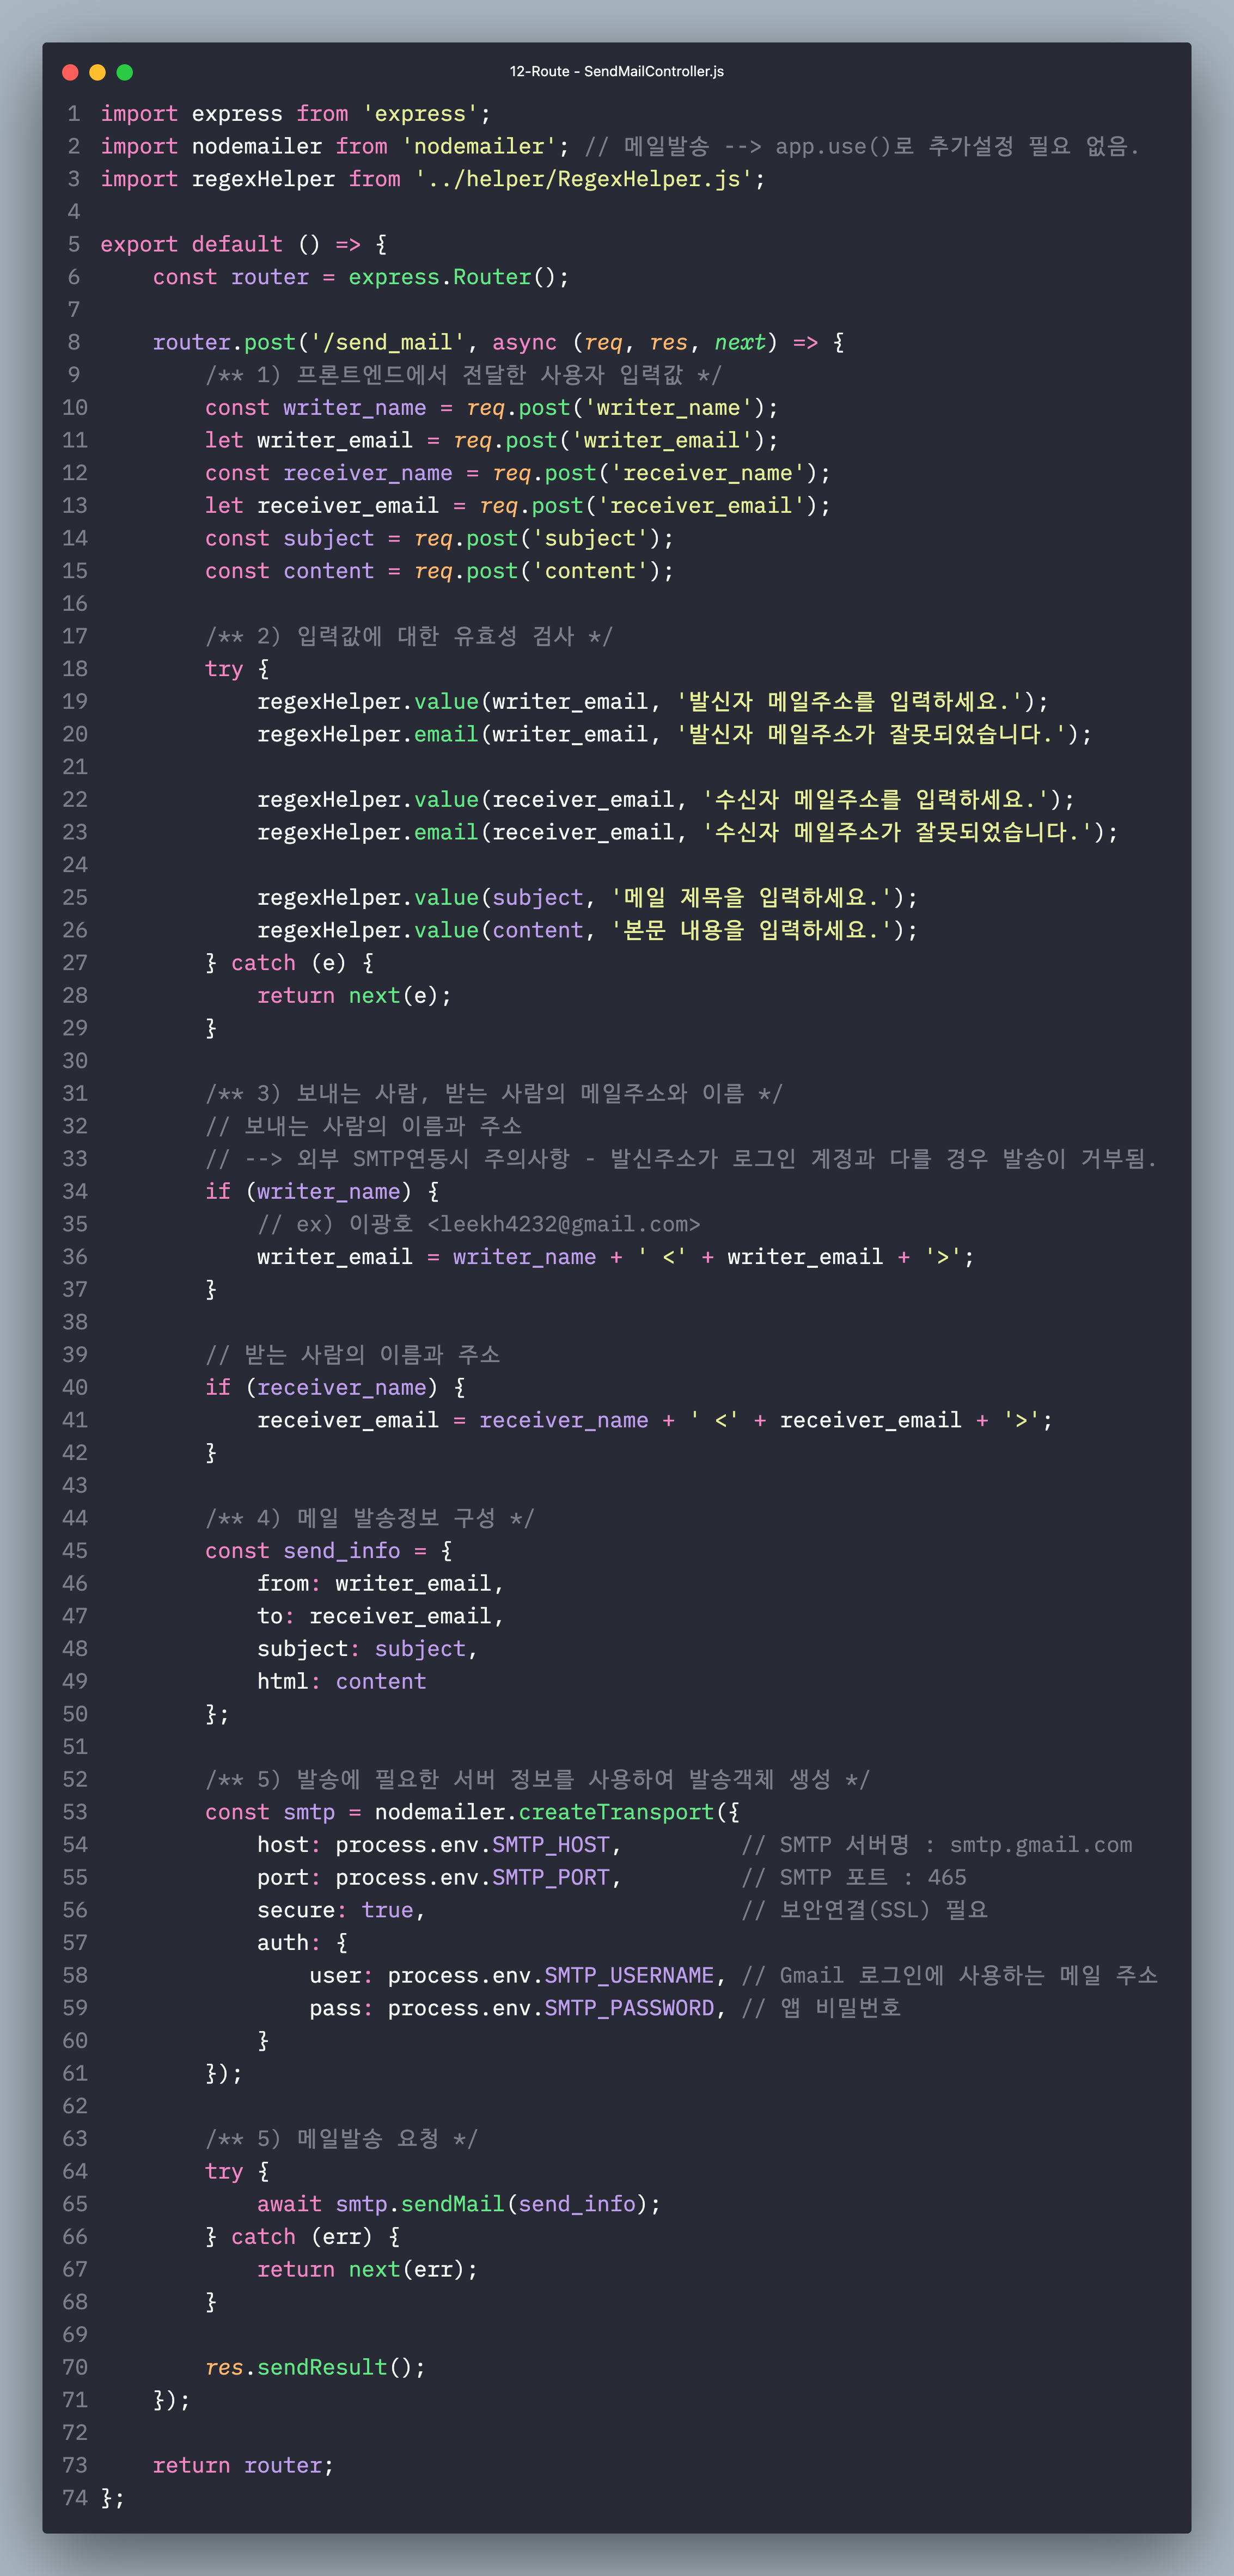 12-Route - SendMailController.js
1 import express from 'express';
2 import nodemailer from 'nodemailer'; // 메일발송 --> app.use()로 추가설정 필요 없음.
3 import regexHelper from '../helper/RegexHelper.js';
4
5 export default () => {
6     const router = express.Router();
7
8     router.post('/send_mail', async (req, res, next) => {
9         /** 1) 프론트엔드에서 전달한 사용자 입력값 */
10         const writer_name = req.post('writer_name');
11         let writer_email = req.post('writer_email');
12         const receiver_name = req.post('receiver_name');
13         let receiver_email = req.post('receiver_email');
14         const subject = req.post('subject');
15         const content = req.post('content');
16
17         /** 2) 입력값에 대한 유효성 검사 */
18         try {
19             regexHelper.value(writer_email, '발신자 메일주소를 입력하세요.');
20             regexHelper.email(writer_email, '발신자 메일주소가 잘못되었습니다.');
21
22             regexHelper.value(receiver_email, '수신자 메일주소를 입력하세요.');
23             regexHelper.email(receiver_email, '수신자 메일주소가 잘못되었습니다.');
24
25             regexHelper.value(subject, '메일 제목을 입력하세요.');
26             regexHelper.value(content, '본문 내용을 입력하세요.');
27         } catch (e) {
28             return next(e);
29         }
30
31         /** 3) 보내는 사람, 받는 사람의 메일주소와 이름 */
32         // 보내는 사람의 이름과 주소
33         // --> 외부 SMTP연동시 주의사항 - 발신주소가 로그인 계정과 다를 경우 발송이 거부됨.
34         if (writer_name) {
35             // ex) 이광호 <leekh4232@gmail.com>
36             writer_email = writer_name + ' <' + writer_email + '>';
37         }
38
39         // 받는 사람의 이름과 주소
40         if (receiver_name) {
41             receiver_email = receiver_name + ' <' + receiver_email + '>';
42         }
43
44         /** 4) 메일 발송정보 구성 */
45         const send_info = {
46             from: writer_email,
47             to: receiver_email,
48             subject: subject,
49             html: content
50         };
51
52         /** 5) 발송에 필요한 서버 정보를 사용하여 발송객체 생성 */
53         const smtp = nodemailer.createTransport({
54             host: process.env.SMTP_HOST,         // SMTP 서버명 : smtp.gmail.com
55             port: process.env.SMTP_PORT,         // SMTP 포트 : 465
56             secure: true,                        // 보안연결(SSL) 필요
57             auth: {
58                 user: process.env.SMTP_USERNAME, // Gmail 로그인에 사용하는 메일 주소
59                 pass: process.env.SMTP_PASSWORD, // 앱 비밀번호
60             }
61         });
62
63         /** 5) 메일발송 요청 */
64         try {
65             await smtp.sendMail(send_info);
66         } catch (err) {
67             return next(err);
68         }
69
70         res.sendResult();
71     });
72
73     return router;
74 };